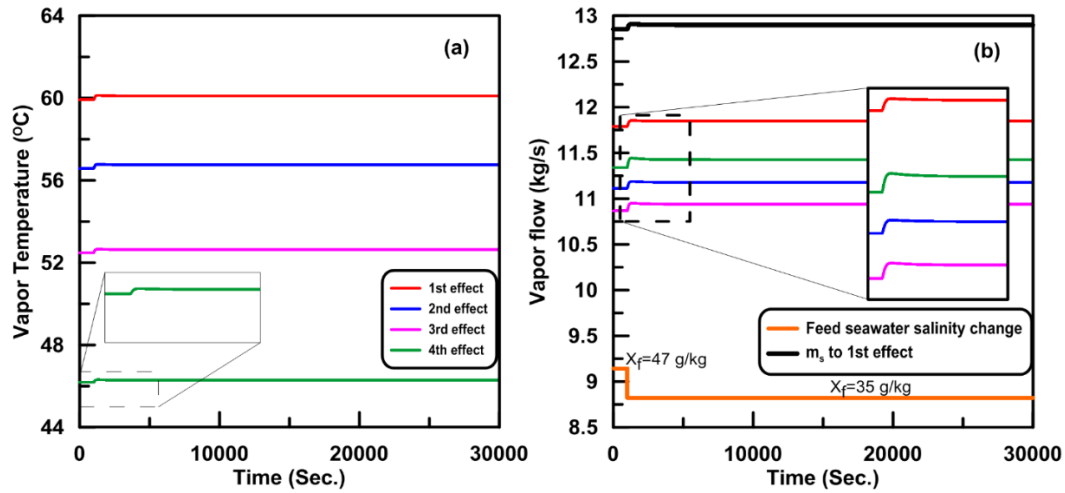 (a)
Vapor Temperature (°C)
64
60
56
52
48
44
0
10000
20000
30000
Time (Sec.)
1st effect
2nd effect
3rd effect
4th effect
(b)
Vapor flow (kg/s)
13
12.5
12
11.5
11
10.5
10
9.5
9
8.5
0
10000
20000
30000
Time (Sec.)
Feed seawater salinity change
ms to 1st effect
Xf=47 g/kg
Xf=35 g/kg